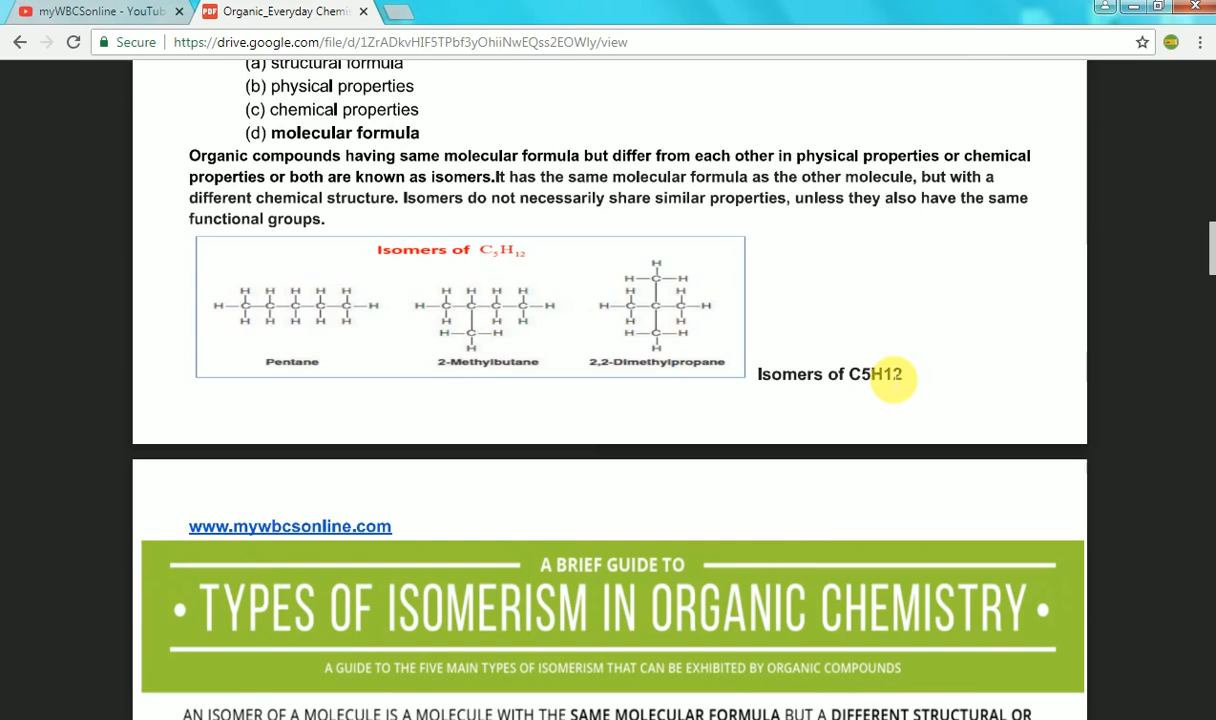 myWBCSonline - YouTub
Organic_Everyday Chemi
Secure
https://drive.google.com/file/d/1ZrADkvHIF5TPbf3yOhiiNwEQss2EOWly/view
(a) structural formula
(b) physical properties
(c) chemical properties
(d) molecular formula
Organic compounds having same molecular formula but differ from each other in physical properties or chemical
properties or both are known as isomers.It has the same molecular formula as the other molecule, but with a
different chemical structure. Isomers do not necessarily share similar properties, unless they also have the same
functional groups.
Isomers of C5H12
Pentane
2-Methylbutane
2,2-Dimethylpropane
Isomers of C5H12
www.mywbcsonline.com
A BRIEF GUIDE TO
• TYPES OF ISOMERISM IN ORGANIC CHEMISTRY •
A GUIDE TO THE FIVE MAIN TYPES OF ISOMERISM THAT CAN BE EXHIBITED BY ORGANIC COMPOUNDS
AN ISOMER OF A MOLECULE IS A MOLECULE WITH THE SAME MOLECULAR FORMULA BUT A DIFFERENT STRUCTURAL OR